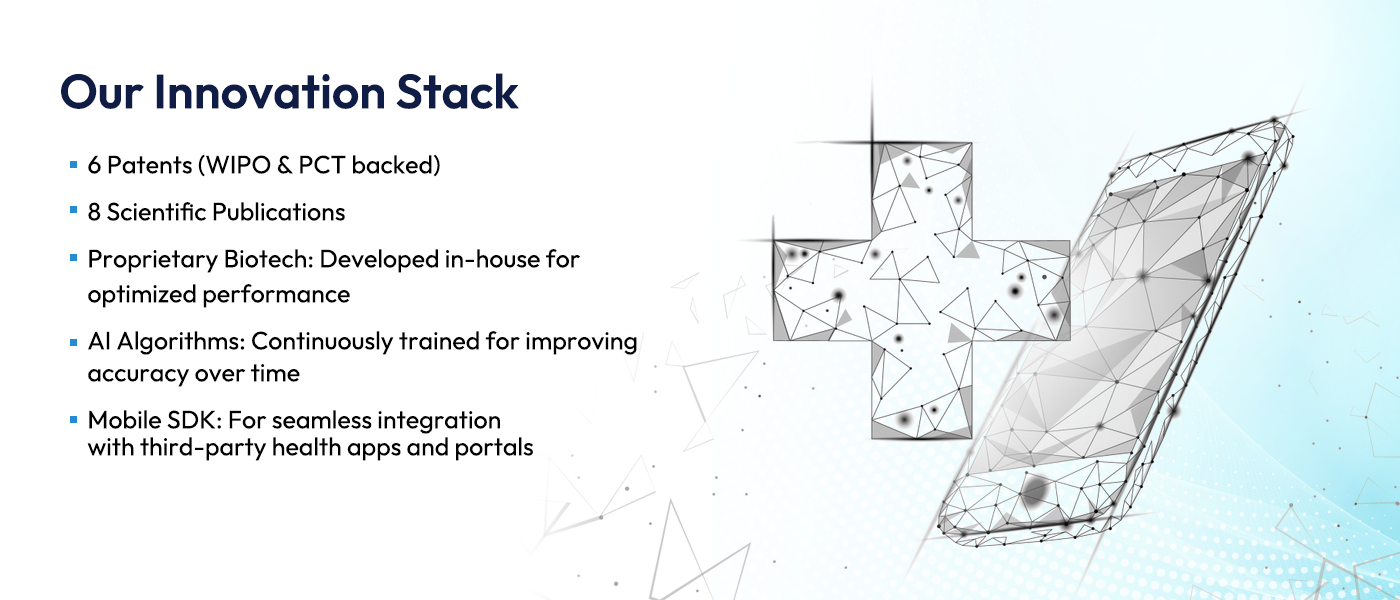 Our Innovation Stack
6 Patents (WIPO & PCT backed)
8 Scientific Publications
Proprietary Biotech: Developed in-house for
optimized performance
AI Algorithms: Continuously trained for improving
accuracy over time
Mobile SDK: For seamless integration
with third-party health apps and portals